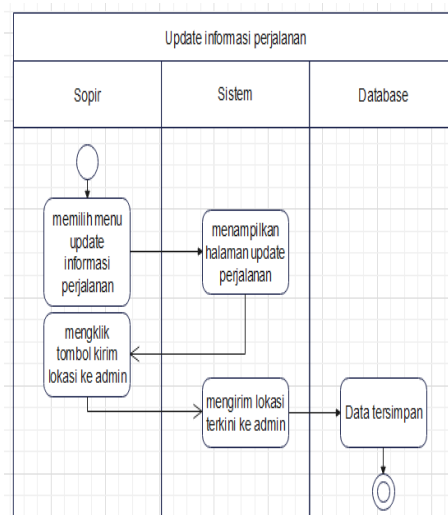 Update informasi perjalanan
Sopir
Sistem
Database
memilih menu
update
informasi
perjalanan
menampilkan
halaman update
perjalanan
mengklik
tombol kirim
lokasi ke admin
mengirim lokasi
terkini ke admin
Data tersimpan